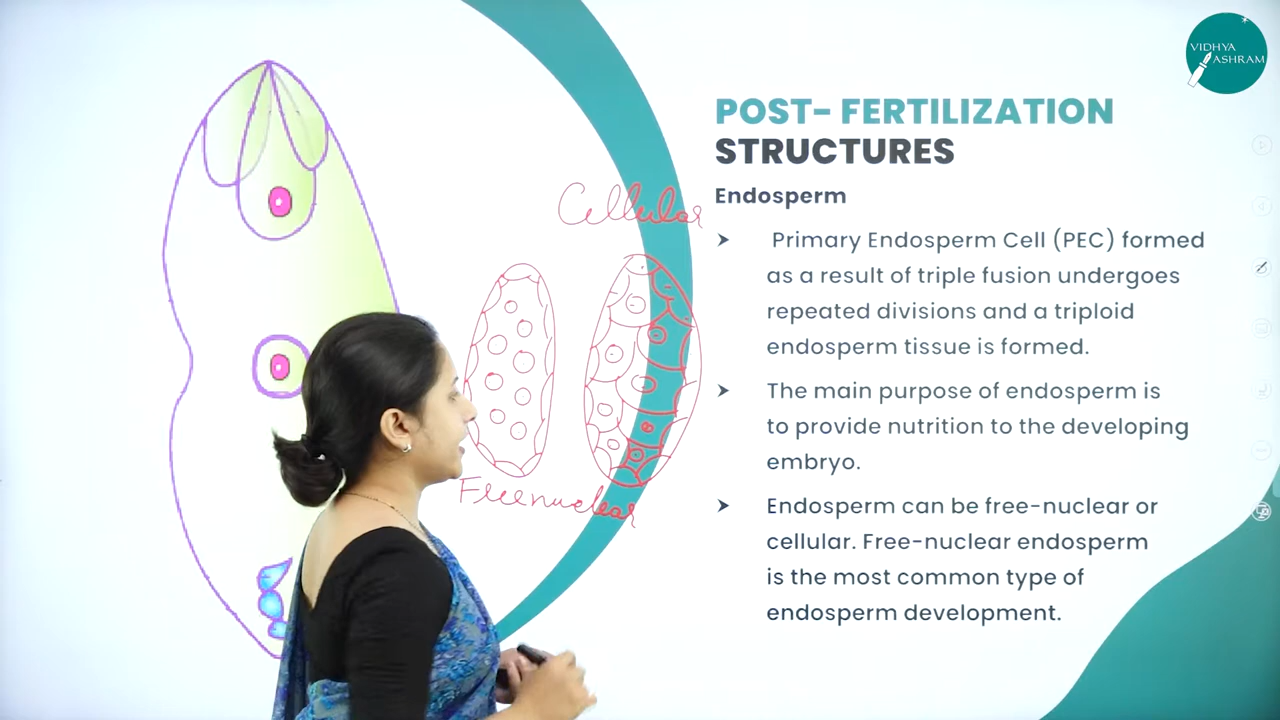 VIDHYA
ASHRAM
POST- FERTILIZATION
STRUCTURES
Endosperm
Cellular
➤ Primary Endosperm Cell (PEC) formed
as a result of triple fusion undergoes
repeated divisions and a triploid
endosperm tissue is formed.
➤ The main purpose of endosperm is
to provide nutrition to the developing
embryo.
Freenuclear
➤ Endosperm can be free-nuclear or
cellular. Free-nuclear endosperm
is the most common type of
endosperm development.